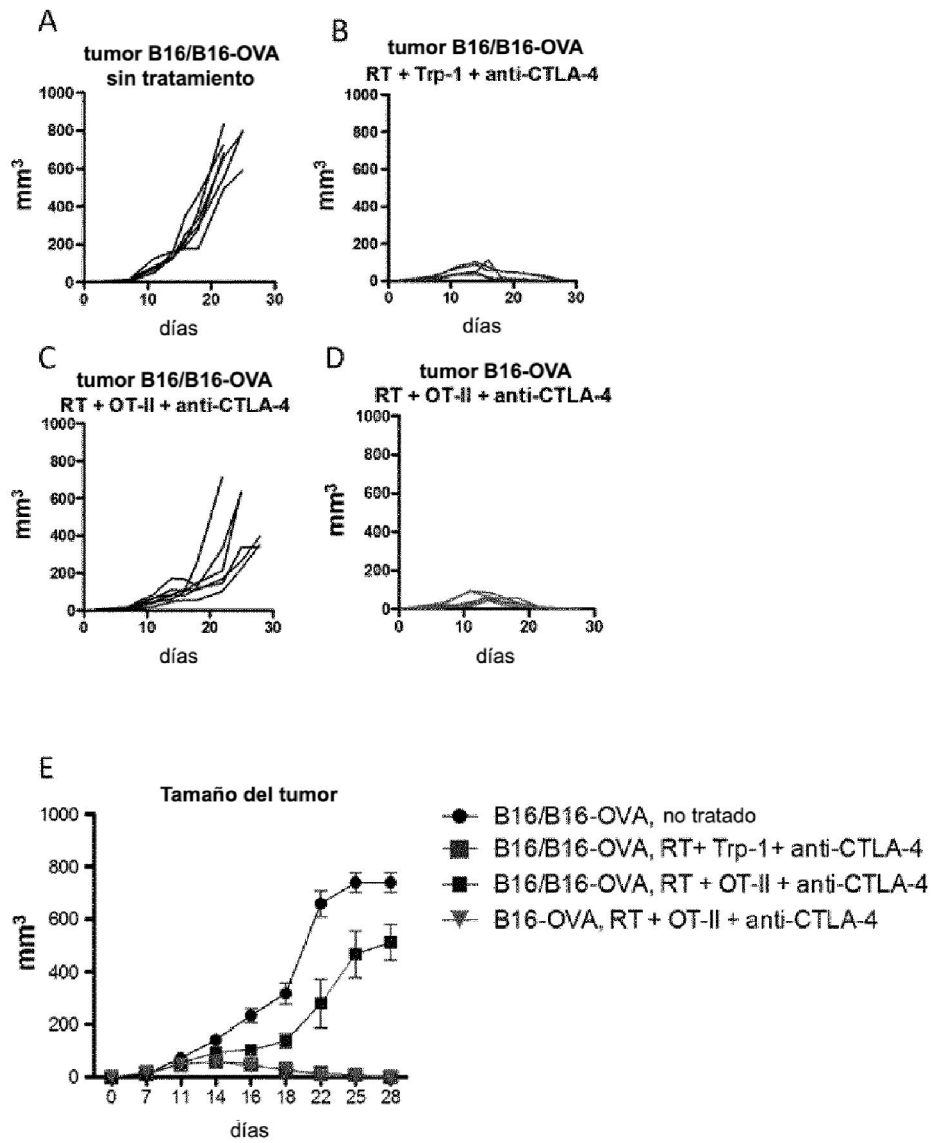 A
tumor B16/B16-OVA
sin tratamiento
1000
800
600
400
200
0
mm³
0 10 20 30
días
B
tumor B16/B16-OVA
RT + Trp-1 + anti-CTLA-4
1000
800
600
400
200
0
mm³
0 10 20 30
días
C
tumor B16/B16-OVA
RT + OT-II + anti-CTLA-4
1000
800
600
400
200
0
mm³
0 10 20 30
días
D
tumor B16-OVA
RT + OT-II + anti-CTLA-4
1000
800
600
400
200
0
mm³
0 10 20 30
días
E
Tamaño del tumor
1000
800
600
400
200
0
mm³
0 7 11 14 16 18 22 25 28
días
B16/B16-OVA, no tratado
B16/B16-OVA, RT+ Trp-1+ anti-CTLA-4
B16/B16-OVA, RT + OT-II + anti-CTLA-4
B16-OVA, RT + OT-II + anti-CTLA-4